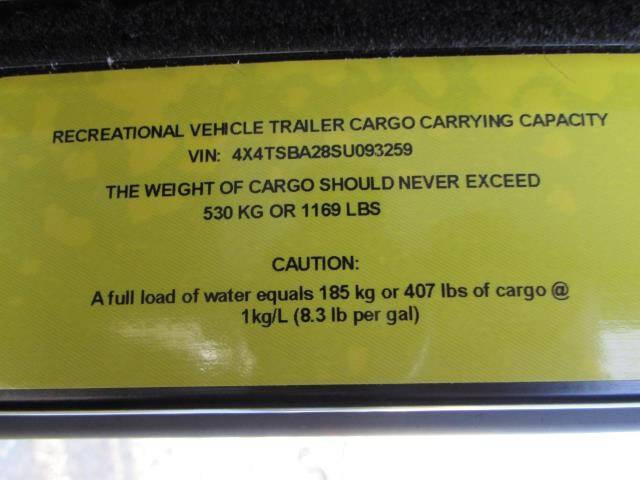 RECREATIONAL VEHICLE TRAILER CARGO CARRYING CAPACITY
VIN: 4X4TSBA28SU093259
THE WEIGHT OF CARGO SHOULD NEVER EXCEED
530 KG OR 1169 LBS
CAUTION:
A full load of water equals 185 kg or 407 lbs of cargo @
1kg/L (8.3 lb per gal)